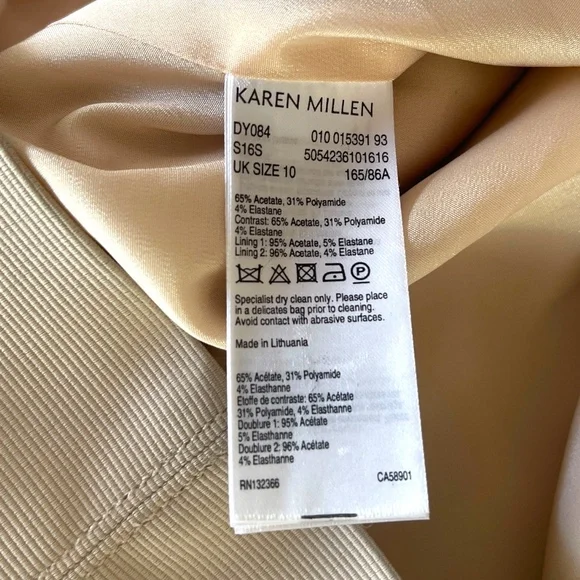 KAREN MILLEN
DY084 010 015391 93
S16S 5054236101616
UK SIZE 10 165/86A
65% Acetate, 31% Polyamide
4% Elastane
Contrast: 65% Acetate, 31% Polyamide
4% Elastane
Lining 1: 95% Acetate, 5% Elastane
Lining 2: 96% Acetate, 4% Elastane
Specialist dry clean only. Please place
in a delicates bag prior to cleaning.
Avoid contact with abrasive surfaces.
Made in Lithuania
65% Acétate, 31% Polyamide
4% Elasthanne
Etoffe de contraste: 65% Acétate
31% Polyamide, 4% Elasthanne
Doublure 1: 95% Acétate
5% Elasthanne
Doublure 2: 96% Acétate
4% Elasthanne
RN132366 CA58901